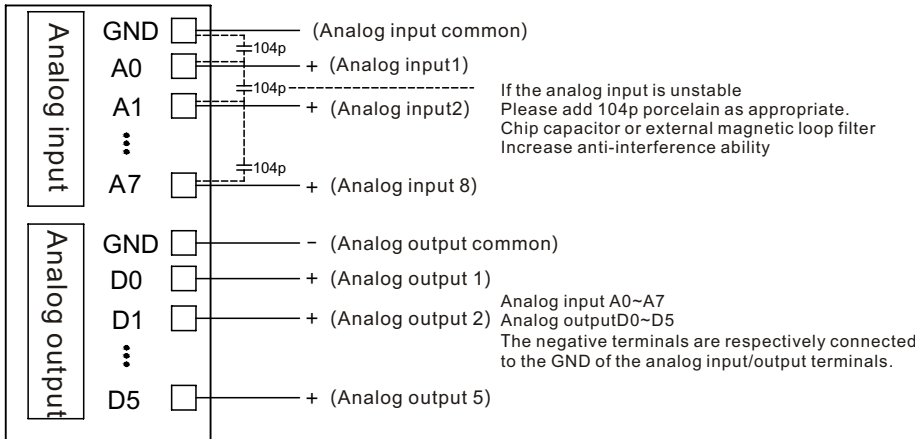 Analog input
GND
(Analog input common)
104p
A0
+ (Analog input1)
104p
A1
+ (Analog input2)
If the analog input is unstable
Please add 104p porcelain as appropriate.
Chip capacitor or external magnetic loop filter
Increase anti-interference ability
104p
A7
+ (Analog input 8)
Analog output
GND
- (Analog output common)
D0
+ (Analog output 1)
D1
+ (Analog output 2)
Analog input A0~A7
Analog outputD0~D5
The negative terminals are respectively connected
to the GND of the analog input/output terminals.
D5
+ (Analog output 5)